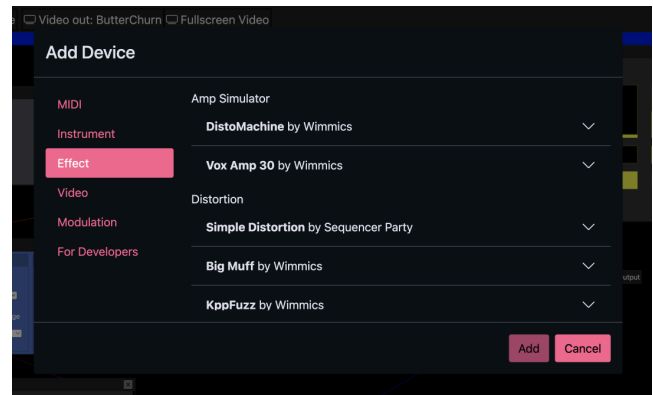 Video out: ButterChurn Fullscreen Video
Add Device
MIDI
Instrument
Effect
Video
Modulation
For Developers
Amp Simulator
DistoMachine by Wimmics
Vox Amp 30 by Wimmics
Distortion
Simple Distortion by Sequencer Party
Big Muff by Wimmics
KppFuzz by Wimmics
utput
Add Cancel